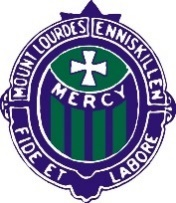 MOUNT LOURDES ENNISKILLEN
MERCY
FIDE ET LABORE